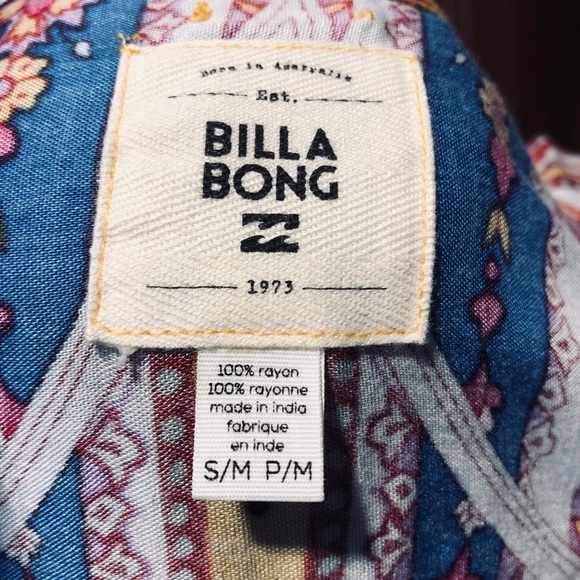 Born in Australia
Est.
BILLA
BONG
1973
100% rayon
100% rayonne
made in india
fabrique
en inde
S/M P/M